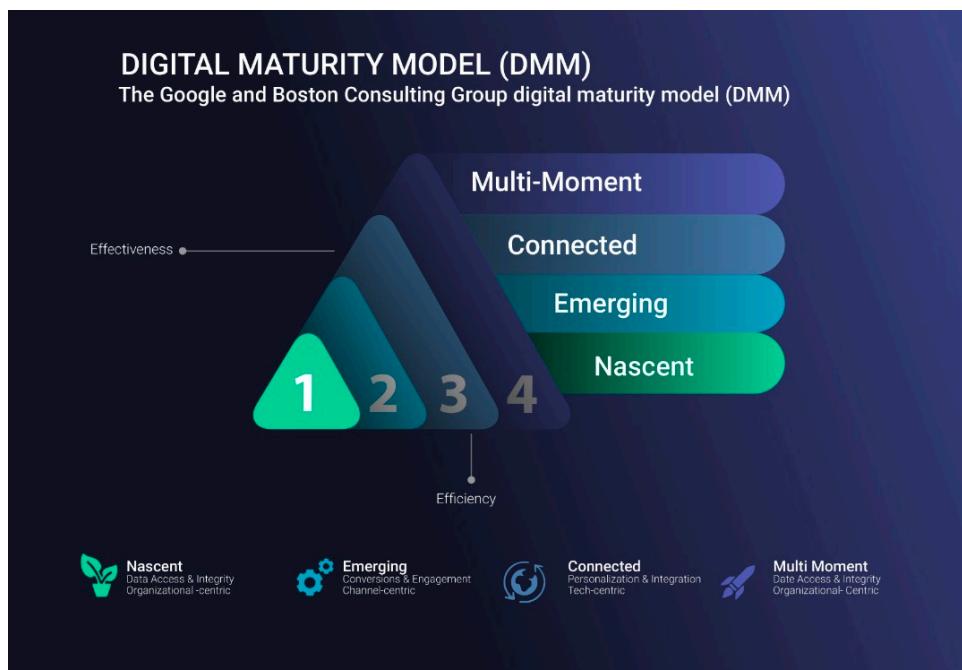 DIGITAL MATURITY MODEL (DMM)
The Google and Boston Consulting Group digital maturity model (DMM)
Multi-Moment
Effectiveness
Connected
Emerging
Nascent
1 2 3 4
Efficiency
Nascent
Data Access & Integrity
Organizational -centric
Emerging
Conversions & Engagement
Channel-centric
Connected
Personalization & Integration
Tech-centric
Multi Moment
Date Access & Integrity
Organizational- Centric